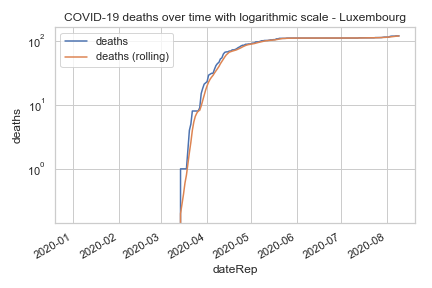 COVID-19 deaths over time with logarithmic scale - Luxembourg
deaths
deaths (rolling)
10²
10¹
10⁰
deaths
2020-01
2020-02
2020-03
2020-04
2020-05
2020-06
2020-07
2020-08
dateRep